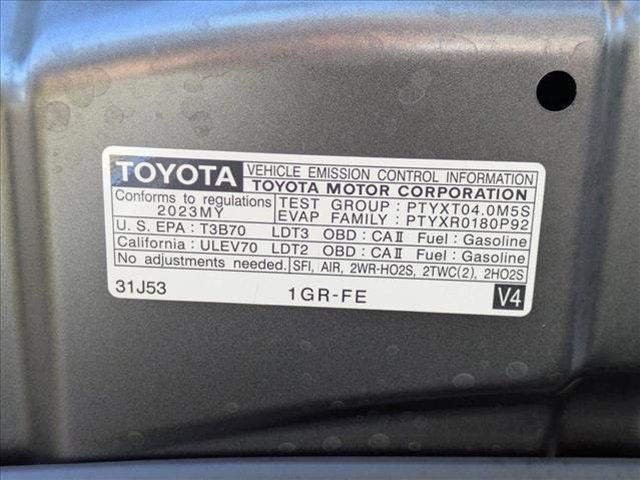 TOYOTA VEHICLE EMISSION CONTROL INFORMATION
TOYOTA MOTOR CORPORATION
Conforms to regulations TEST GROUP : PTYXT04.0M5S
2023MY EVAP FAMILY : PTYXR0180P92
U. S. EPA : T3B70 LDT3 OBD : CAⅡ Fuel : Gasoline
California : ULEV70 LDT2 OBD : CAⅡ Fuel : Gasoline
No adjustments needed. SFI, AIR, 2WR-HO2S, 2TWC(2), 2HO2S
31J53 1GR-FE V4